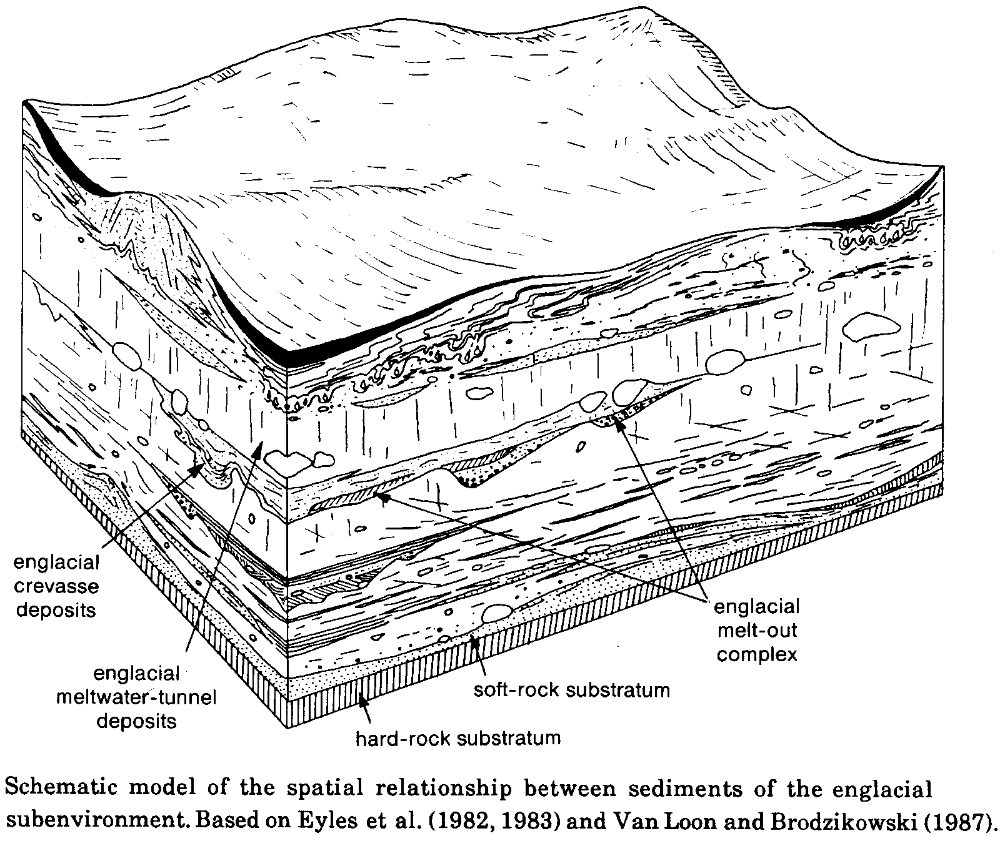 englacial
crevasse
deposits
englacial
meltwater-tunnel
deposits
englacial
melt-out
complex
soft-rock substratum
hard-rock substratum
Schematic model of the spatial relationship between sediments of the englacial
subenvironment. Based on Eyles et al. (1982, 1983) and Van Loon and Brodzikowski (1987).